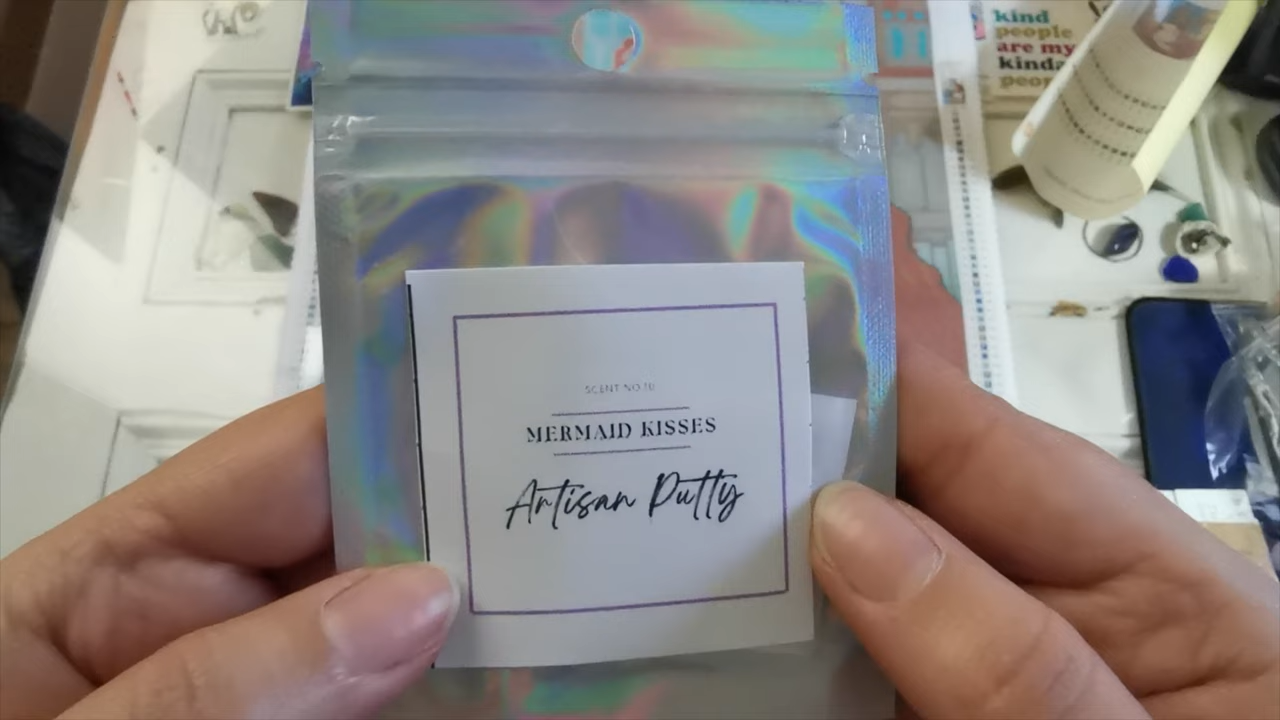 kind
people
are my
kinda
people
SCENT NO.10
MERMAID KISSES
Artisan Putty